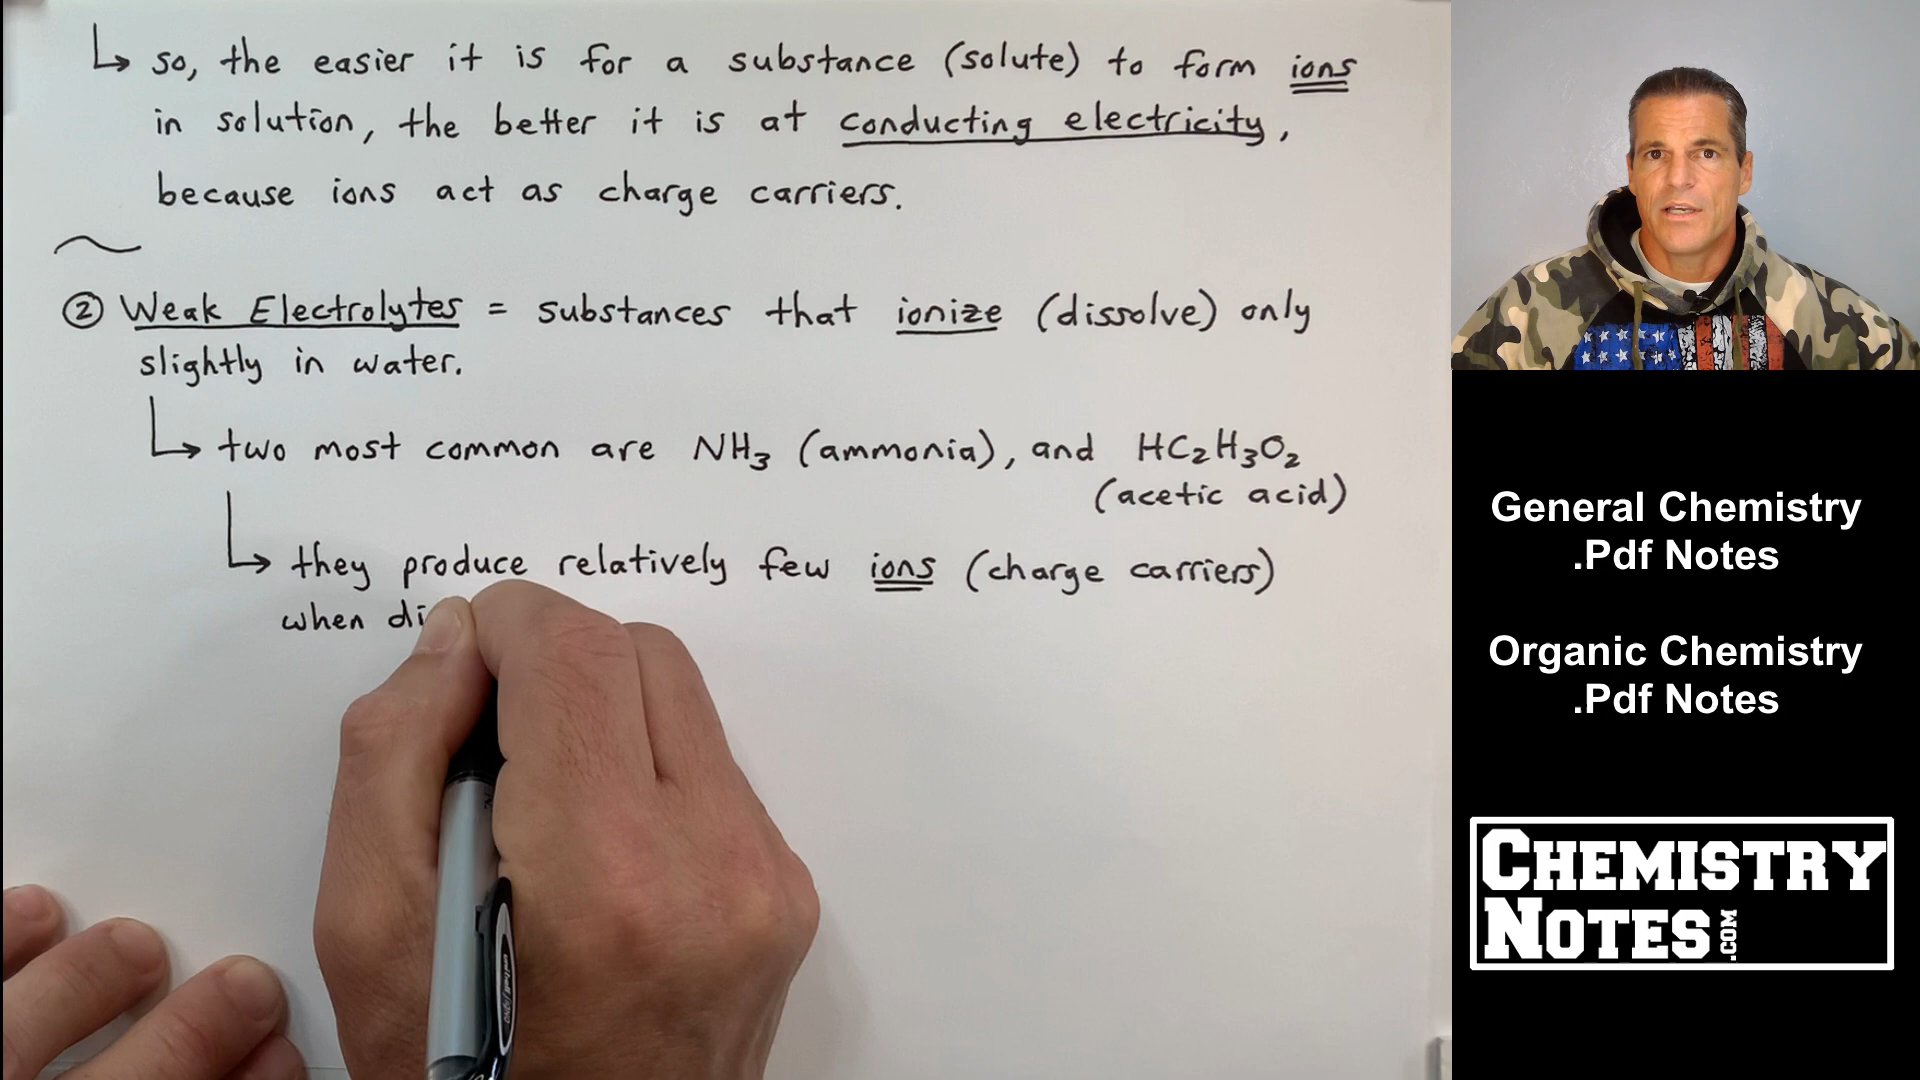 ↳ so, the easier it is for a substance (solute) to form ions
in solution, the better it is at conducting electricity,
because ions act as charge carriers.
② Weak Electrolytes = substances that ionize (dissolve) only
slightly in water.
↳ two most common are NH₃ (ammonia), and HC₂H₃O₂
(acetic acid)
↳ they produce relatively few ions (charge carriers)
when di
General Chemistry
.Pdf Notes
Organic Chemistry
.Pdf Notes
CHEMISTRY
NOTES.COM